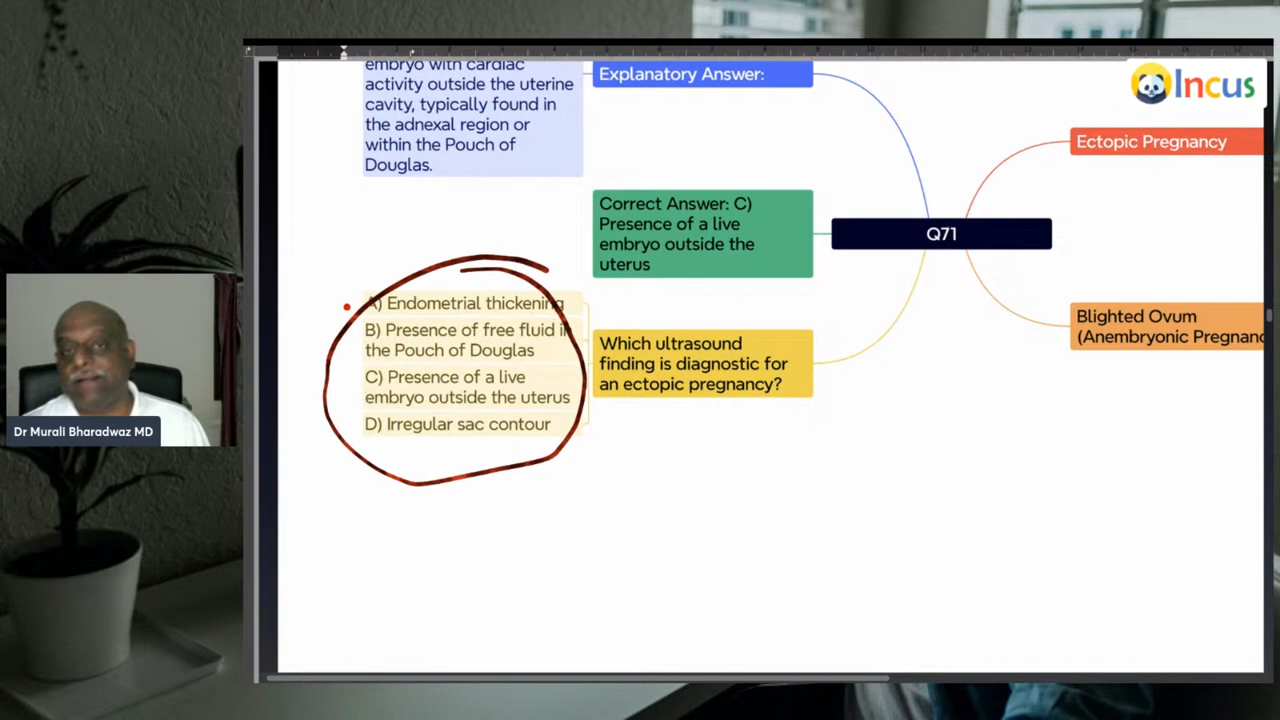 embryo with cardiac
activity outside the uterine
cavity, typically found in
the adnexal region or
within the Pouch of
Douglas.
Explanatory Answer:
Incus
Ectopic Pregnancy
Correct Answer: C)
Presence of a live
embryo outside the
uterus
Q71
A) Endometrial thickening
B) Presence of free fluid in
the Pouch of Douglas
C) Presence of a live
embryo outside the uterus
D) Irregular sac contour
Which ultrasound
finding is diagnostic for
an ectopic pregnancy?
Blighted Ovum
(Anembryonic Pregnanc
Dr Murali Bharadwaz MD